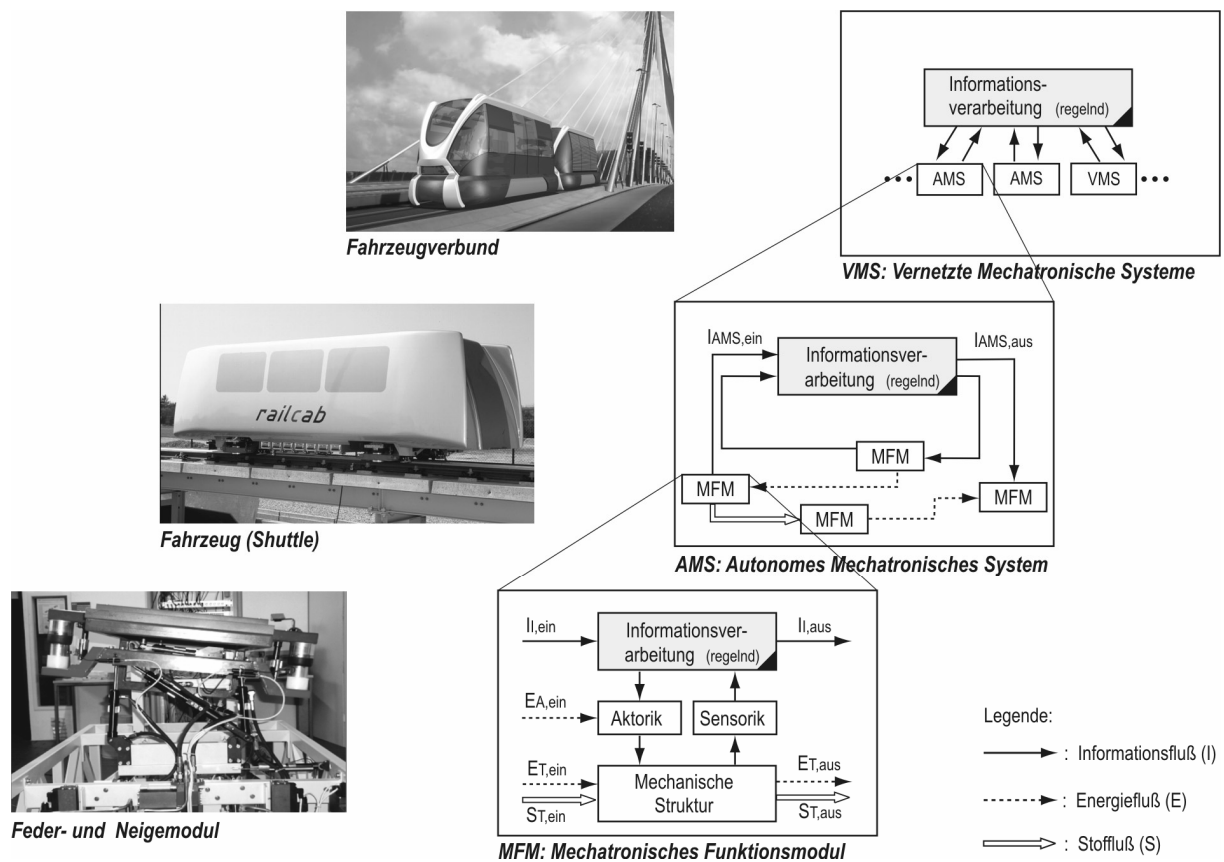 Fahrzeugverbund
Informations-
verarbeitung (regelnd)
••• AMS AMS VMS •••
VMS: Vernetzte Mechatronische Systeme
railcab
Fahrzeug (Shuttle)
IAMS,ein
Informationsver-
arbeitung (regelnd)
IAMS,aus
MFM
MFM
MFM
MFM
AMS: Autonomes Mechatronisches System
Feder- und Neigemodul
II,ein
Informationsver-
arbeitung (regelnd)
II,aus
EA,ein
Aktorik
Sensorik
ET,ein
ST,ein
Mechanische
Struktur
ET,aus
ST,aus
MFM: Mechatronisches Funktionsmodul
Legende:
: Informationsfluß (I)
: Energiefluß (E)
: Stofluß (S)